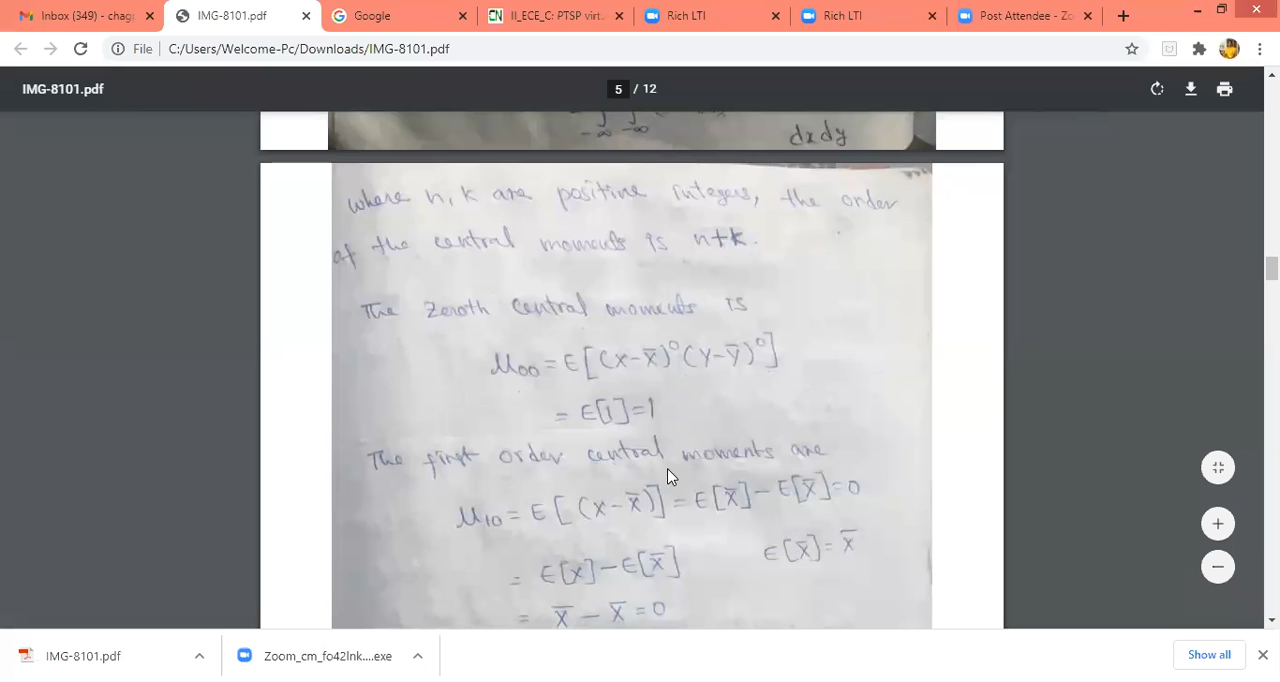 Inbox (349) - chag
IMG-8101.pdf
Google
II_ECE_C: PTSP virtu
Rich LTI
Rich LTI
Post Attendee - Zo
File
C:/Users/Welcome-Pc/Downloads/IMG-8101.pdf
IMG-8101.pdf
5 / 12
-∞ -∞
dxdy
where n, k are positive integers, the order
of the central moments is n+k.
The Zeroth central moments is
μ00 = E[(X-X̄)⁰(Y-Ȳ)⁰]
= E[1]=1
The first order central moments are
μ10 = E[(X-X̄)] = E[X̄] - E[X̄]=0
= E[X] - E[X̄] E[X̄]=X̄
= X̄ - X̄ = 0
IMG-8101.pdf
Zoom_cm_fo42lnk....exe
Show all